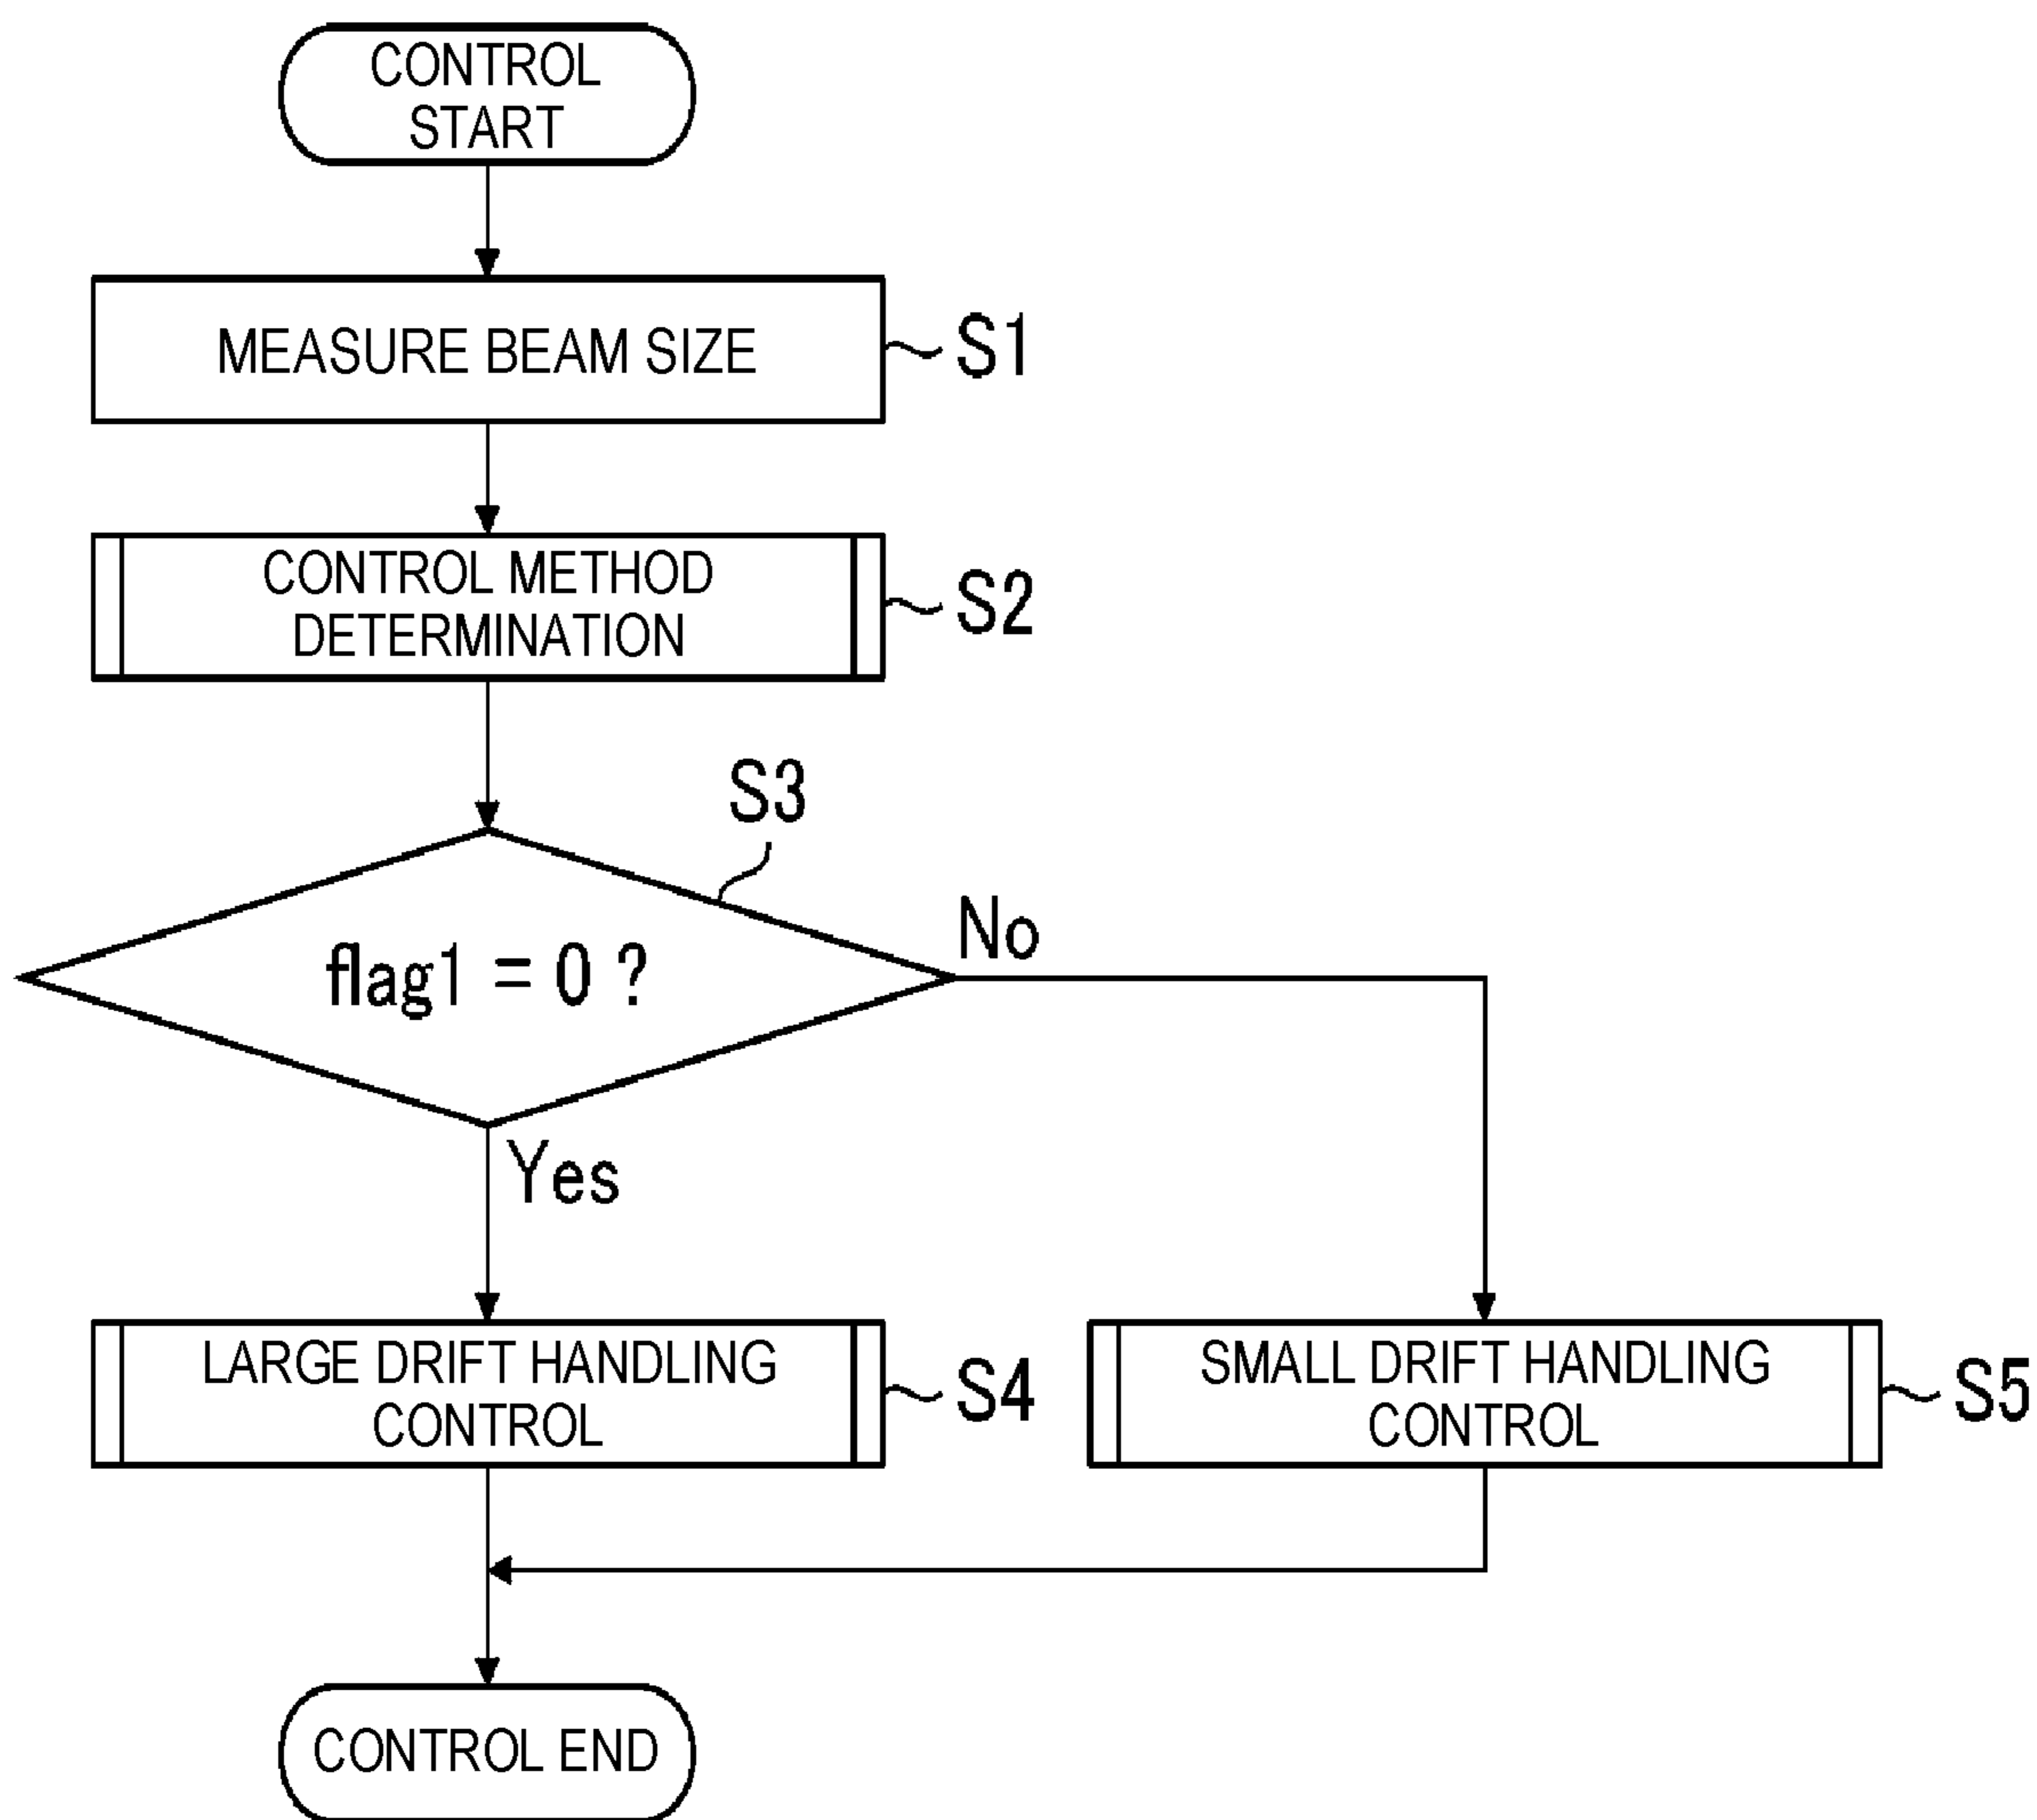 CONTROL
START
MEASURE BEAM SIZE
S1
CONTROL METHOD
DETERMINATION
S2
S3
flag1 = 0 ?
No
Yes
LARGE DRIFT HANDLING
CONTROL
S4
SMALL DRIFT HANDLING
CONTROL
S5
CONTROL END